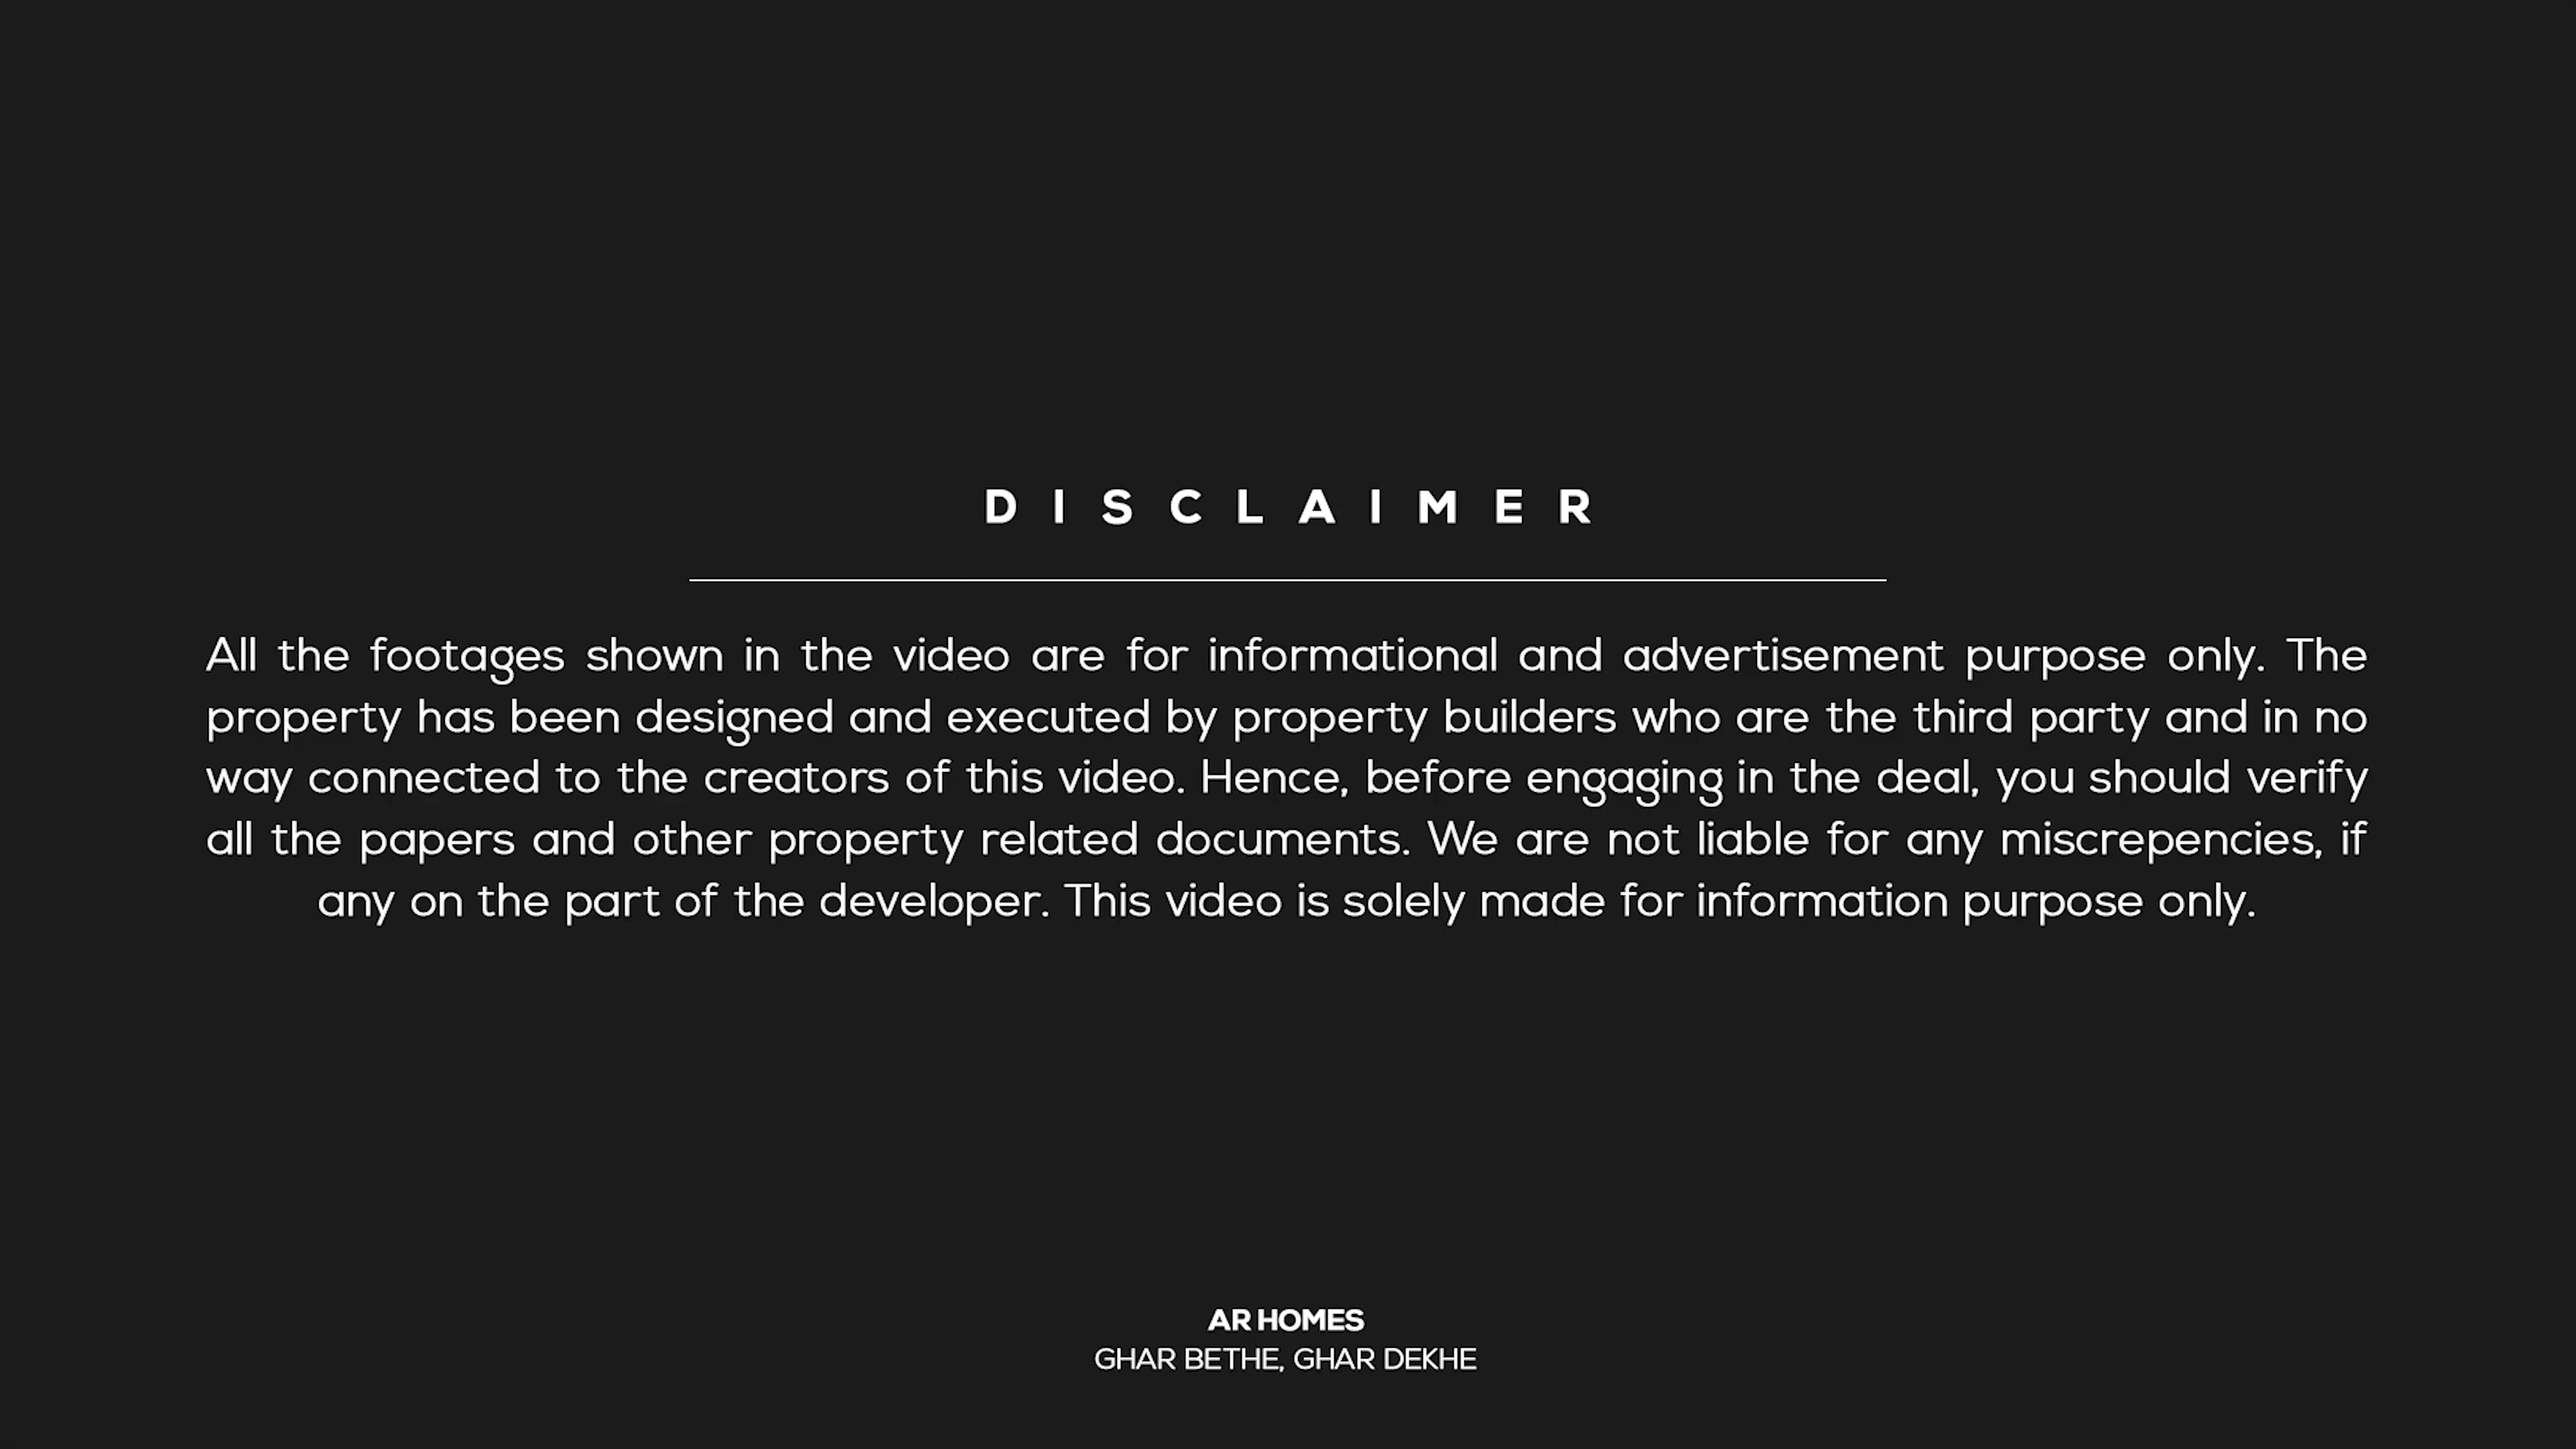 DISCLAIMER
All the footages shown in the video are for informational and advertisement purpose only. The
property has been designed and executed by property builders who are the third party and in no
way connected to the creators of this video. Hence, before engaging in the deal, you should verify
all the papers and other property related documents. We are not liable for any miscrepencies, if
any on the part of the developer. This video is solely made for information purpose only.
AR HOMES
GHAR BETHE, GHAR DEKHE